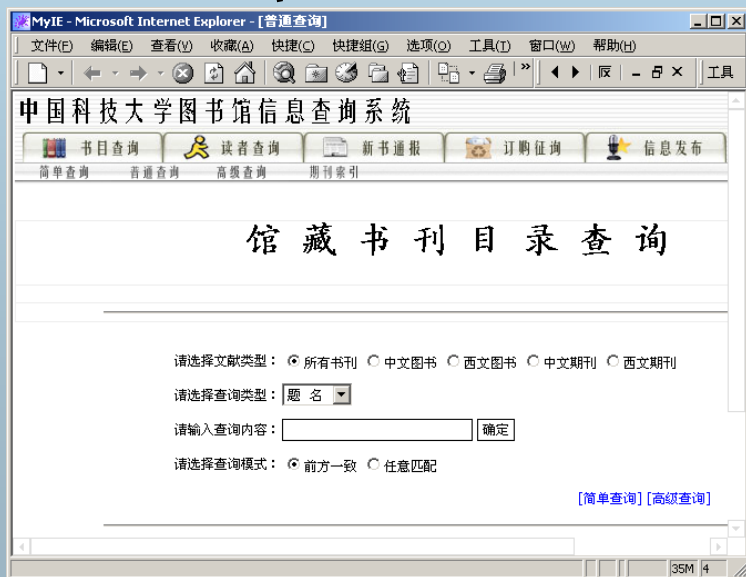 MyIE - Microsoft Internet Explorer - [普通查询]
文件(F) 编辑(E) 查看(V) 收藏(A) 快捷(C) 快捷组(G) 选项(O) 工具(T) 窗口(W) 帮助(H)
工具
中国科技大学图书馆信息查询系统
书目查询 读者查询 新书通报 订购征询 信息发布
简单查询 普通查询 高级查询 期刊索引
馆藏书刊目录查询
请选择文献类型： 所有书刊 中文图书 西文图书 中文期刊 西文期刊
请选择查询类型： 题 名
请输入查询内容： 确定
请选择查询模式： 前方一致 任意匹配
[简单查询] [高级查询]
35M 4